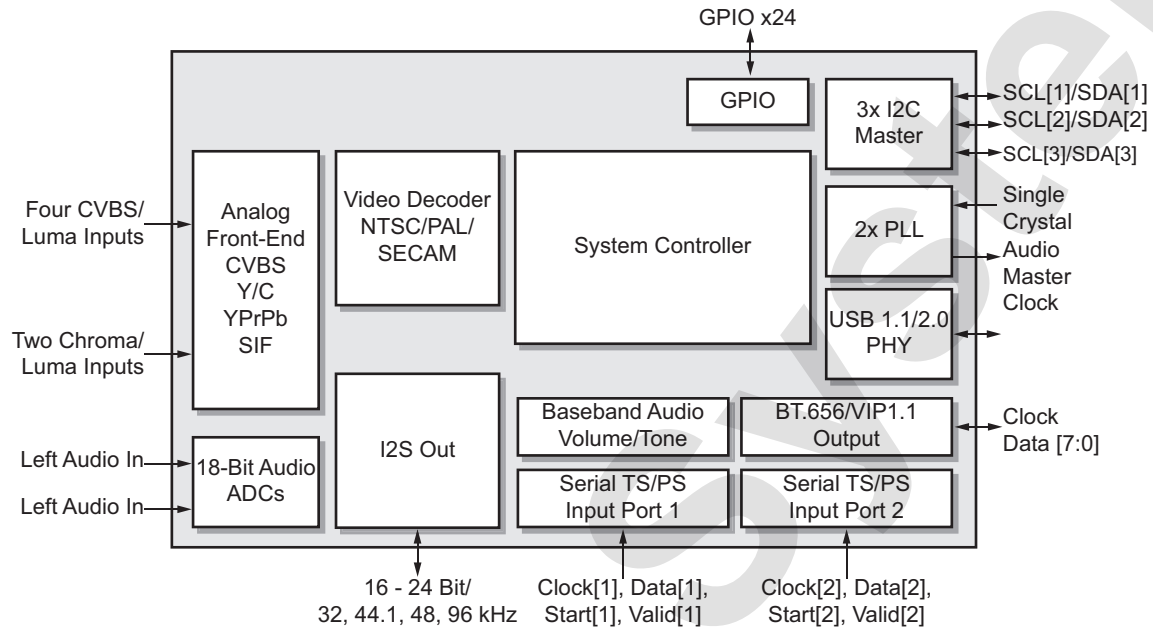 GPIO x24
GPIO
3x I2C
Master
SCL[1]/SDA[1]
SCL[2]/SDA[2]
SCL[3]/SDA[3]
Four CVBS/
Luma Inputs
Two Chroma/
Luma Inputs
Analog
Front-End
CVBS
Y/C
YPrPb
SIF
Video Decoder
NTSC/PAL/
SECAM
System Controller
2x PLL
Single
Crystal
Audio
Master
Clock
USB 1.1/2.0
PHY
Left Audio In
Left Audio In
18-Bit Audio
ADCs
I2S Out
Baseband Audio
Volume/Tone
BT.656/VIP1.1
Output
Clock
Data [7:0]
Serial TS/PS
Input Port 1
Serial TS/PS
Input Port 2
16 - 24 Bit/
32, 44.1, 48, 96 kHz
Clock[1], Data[1],
Start[1], Valid[1]
Clock[2], Data[2],
Start[2], Valid[2]
Syste